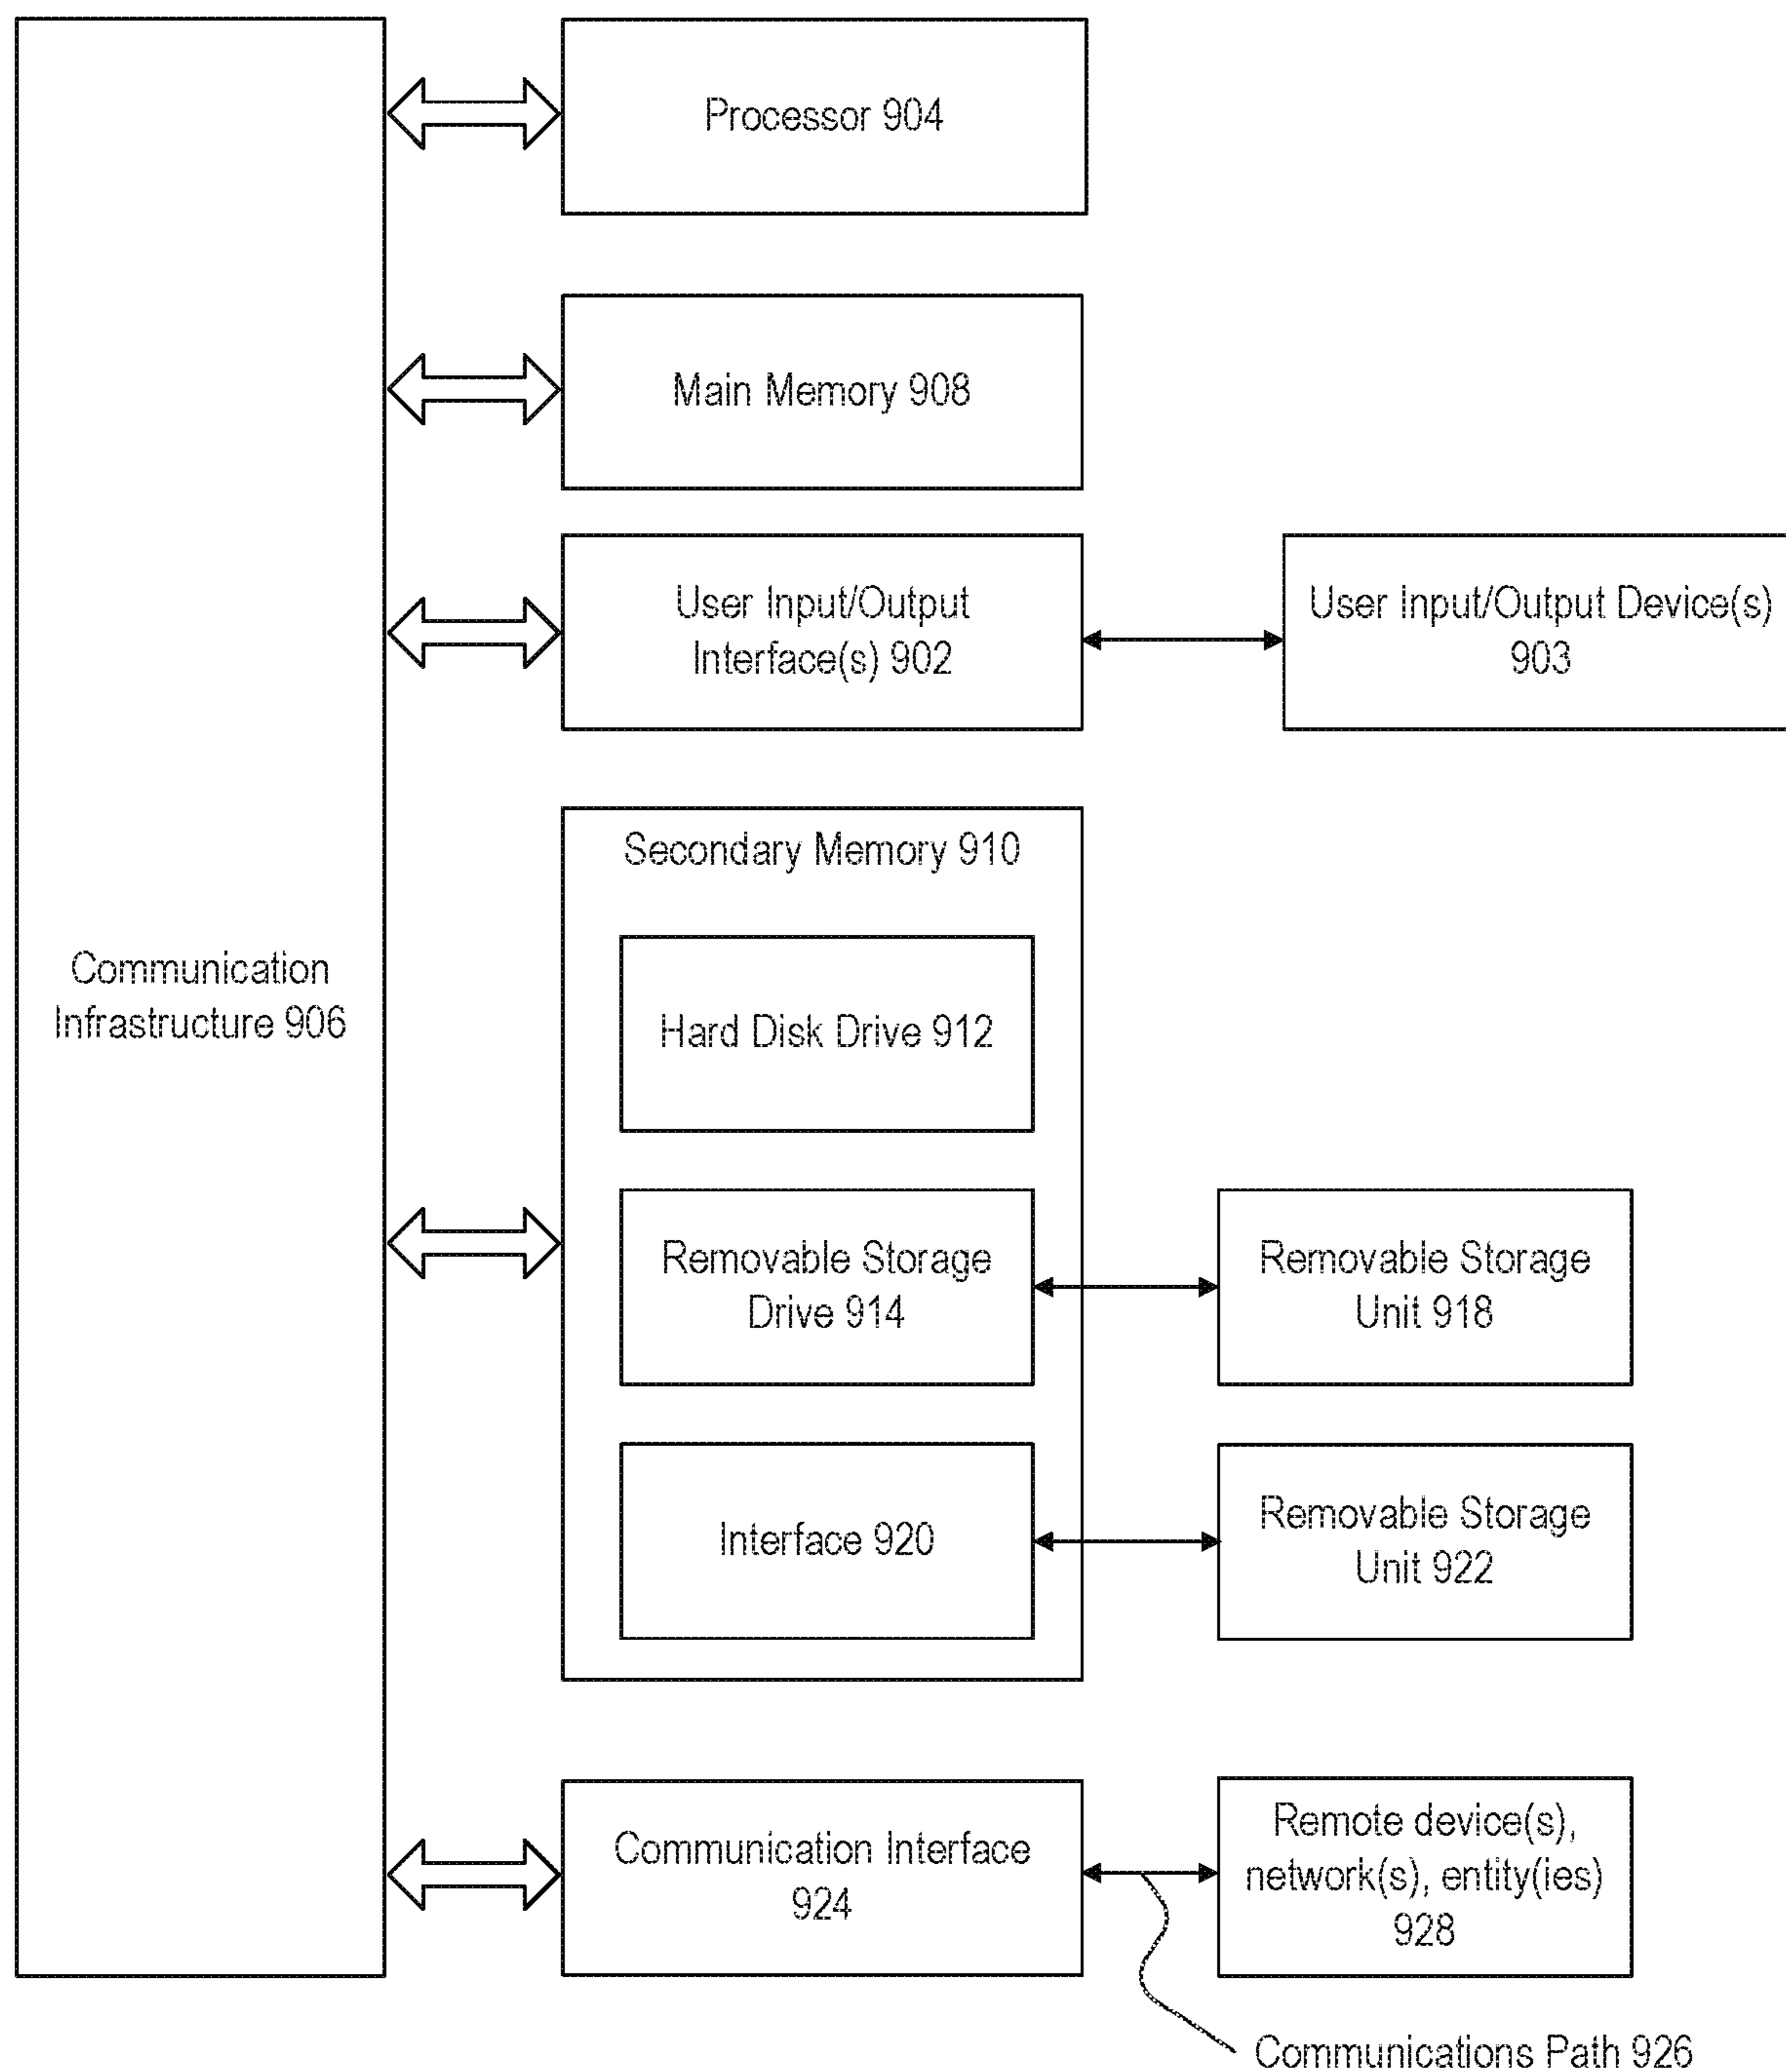 Processor 904
Main Memory 908
User Input/Output
Interface(s) 902
User Input/Output Device(s)
903
Secondary Memory 910
Communication
Infrastructure 906
Hard Disk Drive 912
Removable Storage
Drive 914
Removable Storage
Unit 918
Interface 920
Removable Storage
Unit 922
Communication Interface
924
Remote device(s),
network(s), entity(ies)
928
Communications Path 926